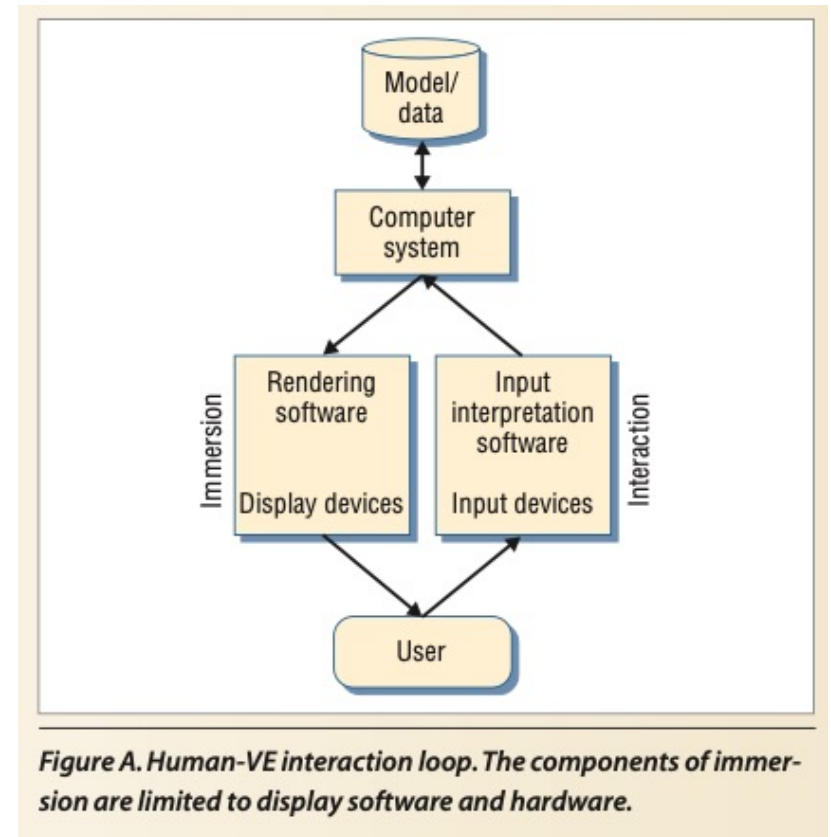 Model/
data
Computer
system
Immersion
Rendering
software
Display devices
Input
interpretation
software
Input devices
Interaction
User
Figure A. Human-VE interaction loop. The components of immer-
sion are limited to display software and hardware.